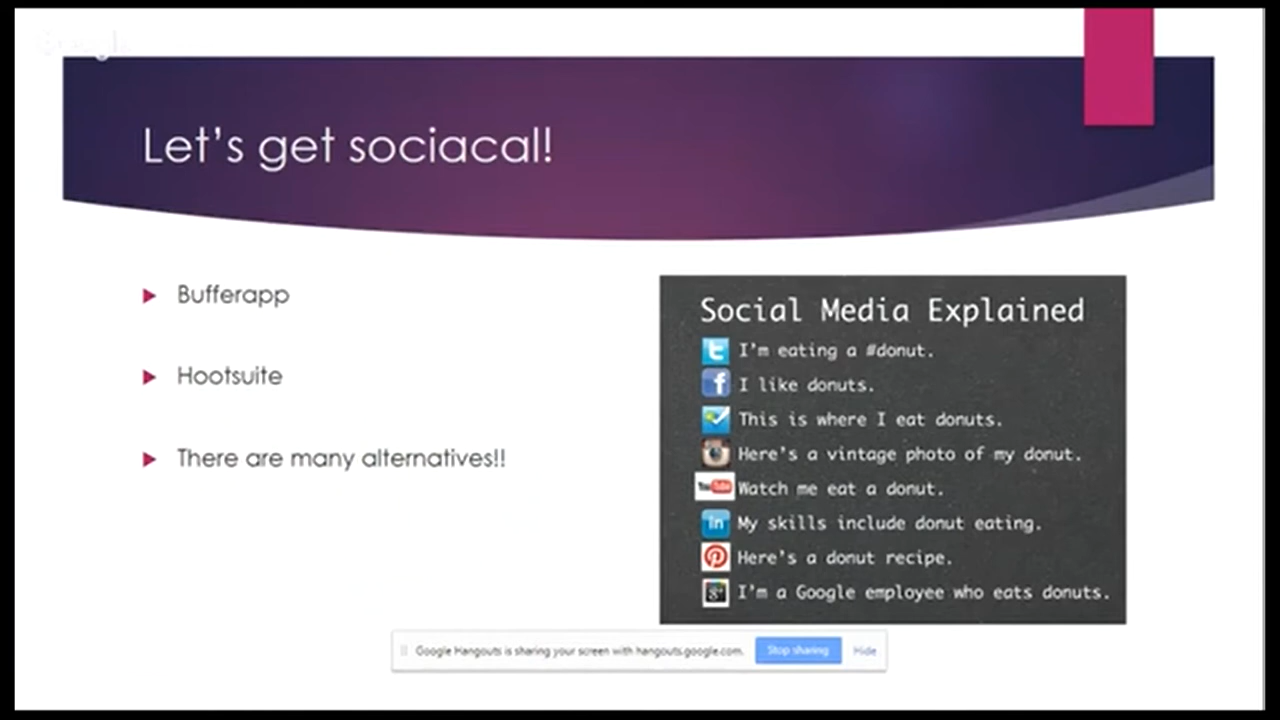 Google
Let's get sociacal!
Bufferapp
Hootsuite
There are many alternatives!!
Social Media Explained
I'm eating a #donut.
I like donuts.
This is where I eat donuts.
Here's a vintage photo of my donut.
YouTube Watch me eat a donut.
in My skills include donut eating.
Here's a donut recipe.
g+ I'm a Google employee who eats donuts.
Google Hangouts is sharing your screen with hangouts.google.com. Stop sharing Hide